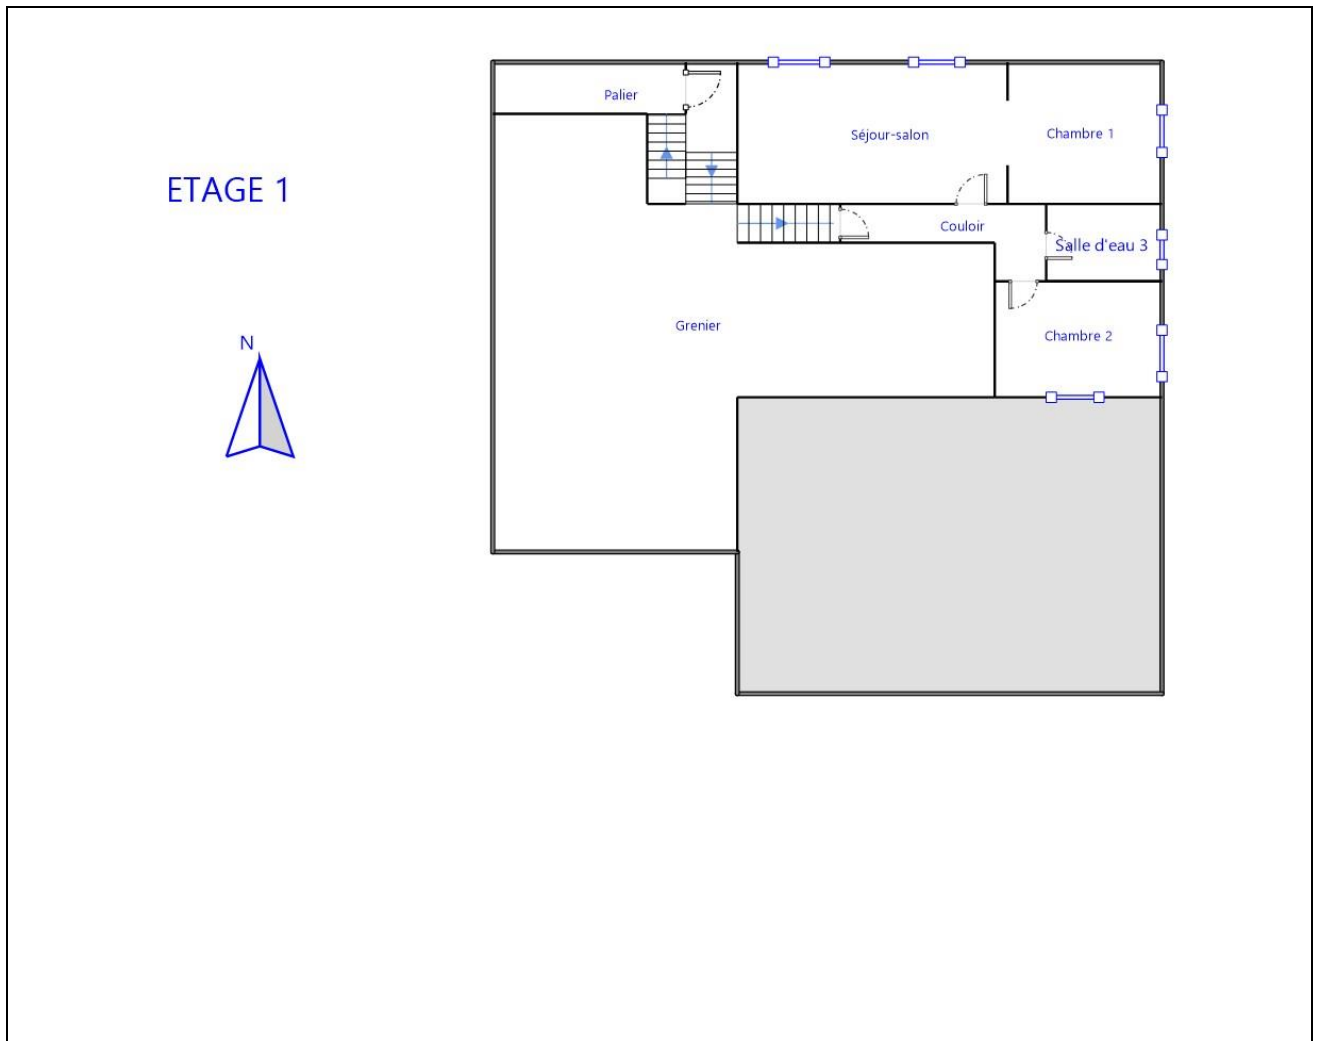 Palier
Séjour-salon
Chambre 1
ETAGE 1
Couloir
Salle d'eau 3
Grenier
Chambre 2
N